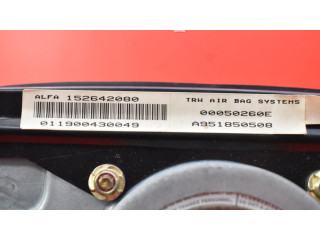 ALFA 152642080
TRW AIR BAG SYSTEMS
00050260E
011900430049
A951850508